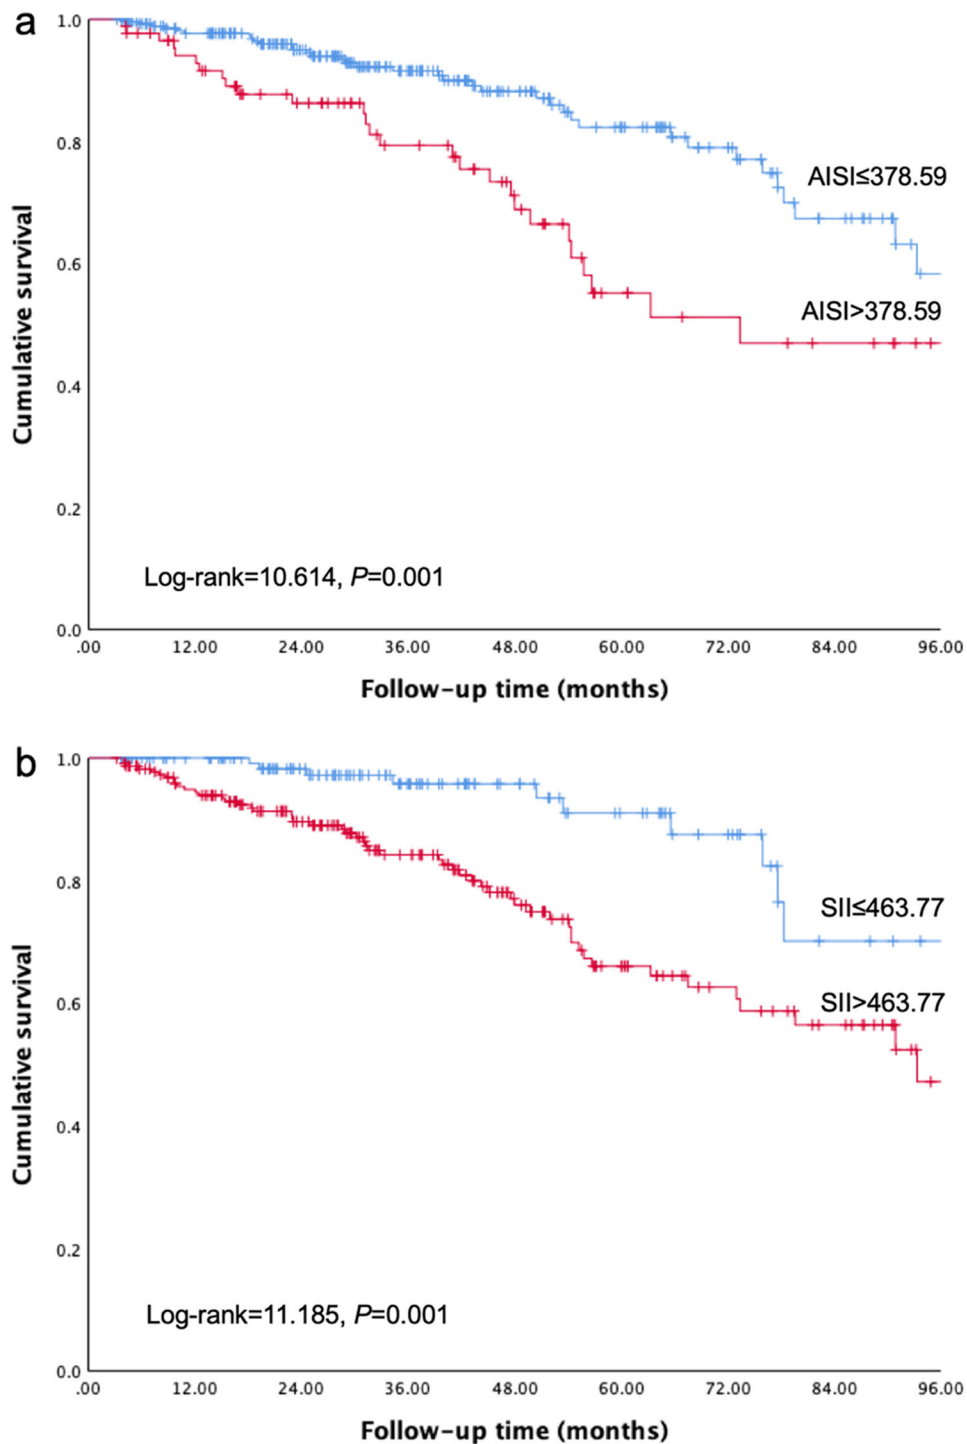 a
1.0
0.8
0.6
0.4
0.2
0.0
Cumulative survival
AISI≤378.59
AISI>378.59
Log-rank=10.614, P=0.001
.00 12.00 24.00 36.00 48.00 60.00 72.00 84.00 96.00
Follow-up time (months)
b
1.0
0.8
0.6
0.4
0.2
0.0
Cumulative survival
SII≤463.77
SII>463.77
Log-rank=11.185, P=0.001
.00 12.00 24.00 36.00 48.00 60.00 72.00 84.00 96.00
Follow-up time (months)